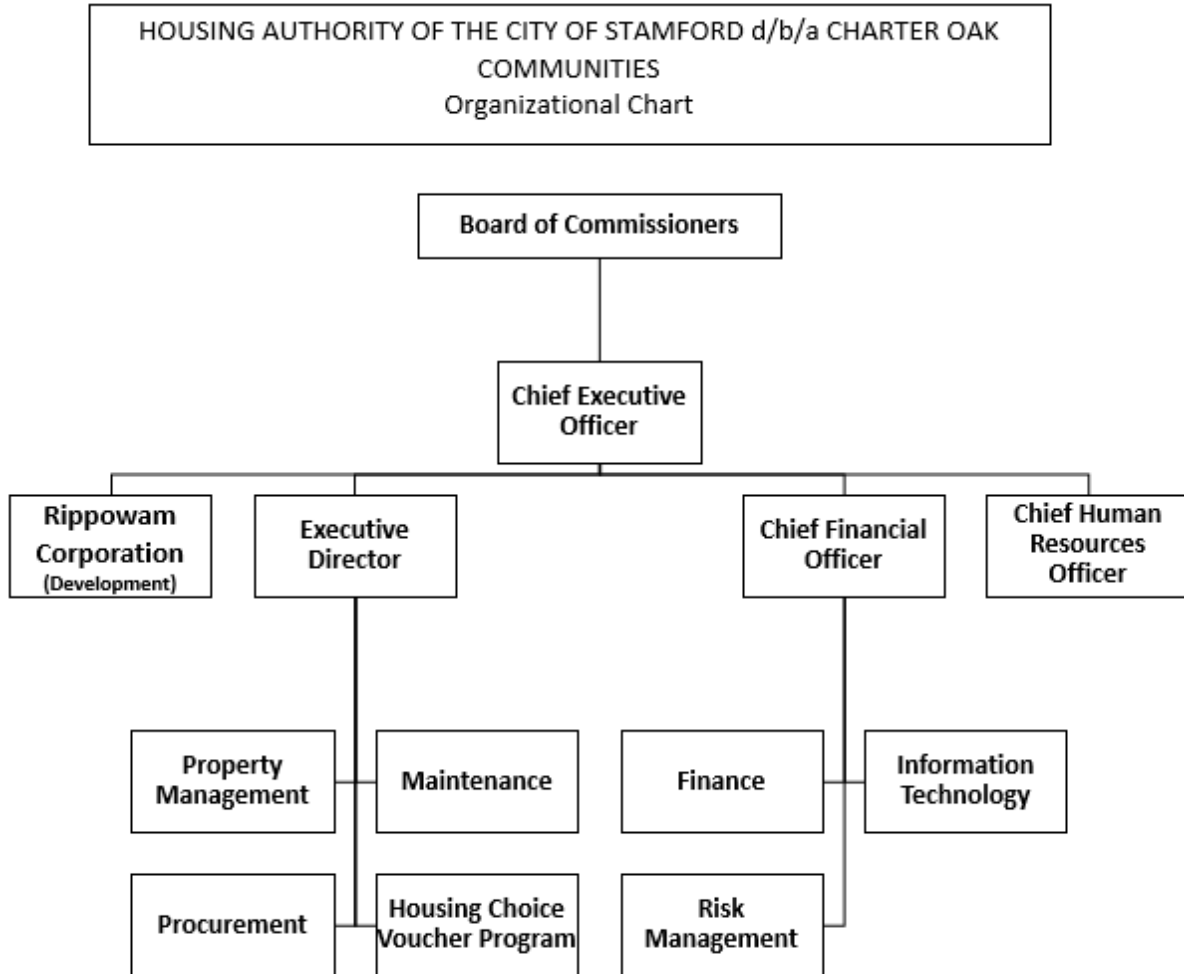 HOUSING AUTHORITY OF THE CITY OF STAMFORD d/b/a CHARTER OAK
COMMUNITIES
Organizational Chart
Board of Commissioners
Chief Executive
Officer
Rippowam
Corporation
(Development)
Executive
Director
Chief Financial
Officer
Chief Human
Resources
Officer
Property
Management
Maintenance
Finance
Information
Technology
Procurement
Housing Choice
Voucher Program
Risk
Management